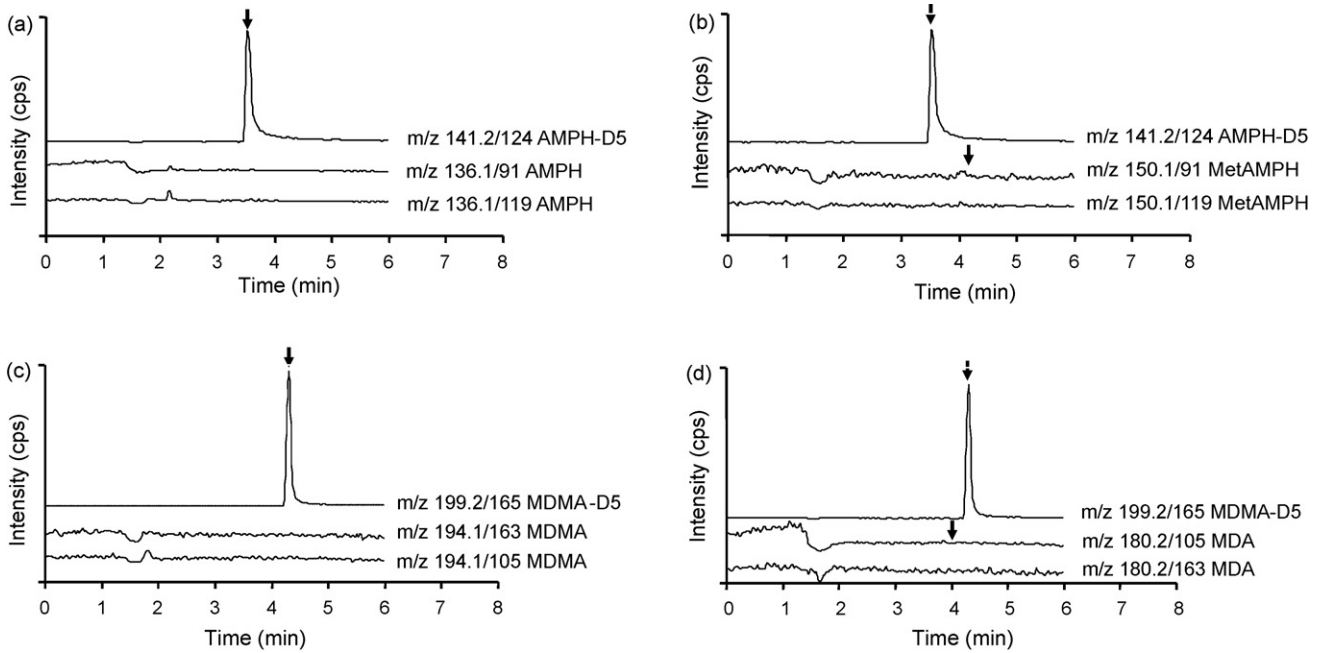 (a)
Intensity (cps)
m/z 141.2/124 AMPH-D5
m/z 136.1/91 AMPH
m/z 136.1/119 AMPH
0 1 2 3 4 5 6 7 8
Time (min)
(b)
Intensity (cps)
m/z 141.2/124 AMPH-D5
m/z 150.1/91 MetAMPH
m/z 150.1/119 MetAMPH
0 1 2 3 4 5 6 7 8
Time (min)
(c)
Intensity (cps)
m/z 199.2/165 MDMA-D5
m/z 194.1/163 MDMA
m/z 194.1/105 MDMA
0 1 2 3 4 5 6 7 8
Time (min)
(d)
Intensity (cps)
m/z 199.2/165 MDMA-D5
m/z 180.2/105 MDA
m/z 180.2/163 MDA
0 1 2 3 4 5 6 7 8
Time (min)